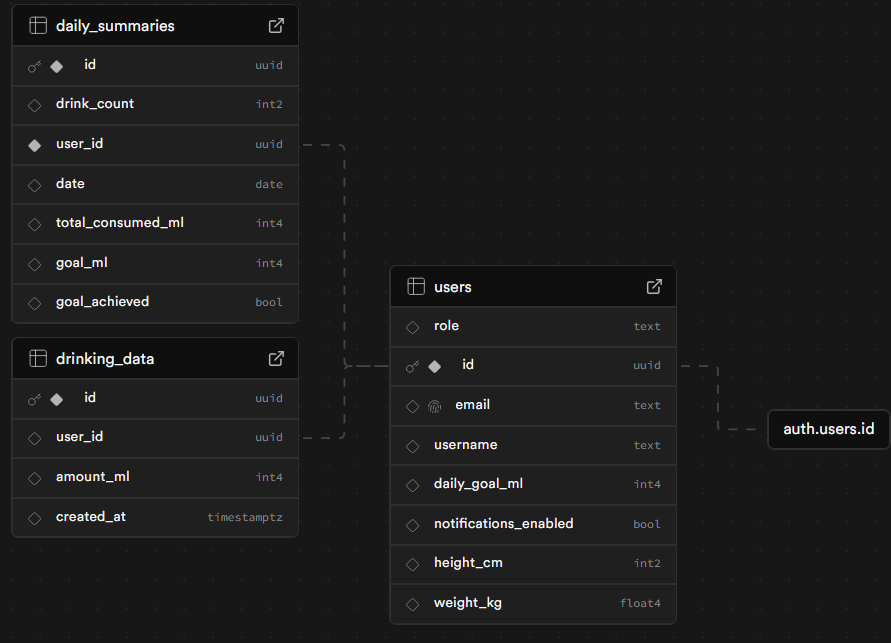 daily_summaries
id uuid
drink_count int2
user_id uuid
date date
total_consumed_ml int4
goal_ml int4
goal_achieved bool
drinking_data
id uuid
user_id uuid
amount_ml int4
created_at timestamptz
users
role text
id uuid
email text
username text
daily_goal_ml int4
notifications_enabled bool
height_cm int2
weight_kg float4
auth.users.id